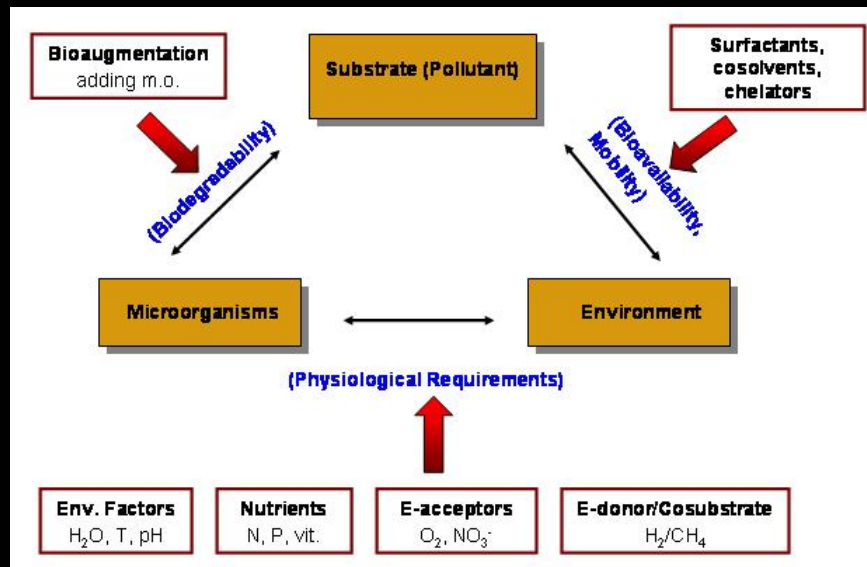 Bioaugmentation
adding m.o.
Substrate (Pollutant)
Surfactants,
cosolvents,
chelators
(Biodegradability)
(Bioavailability,
Mobility)
Microorganisms
Environment
(Physiological Requirements)
Env. Factors
H₂O, T, pH
Nutrients
N, P, vit.
E-acceptors
O₂, NO₃⁻
E-donor/Cosubstrate
H₂/CH₄